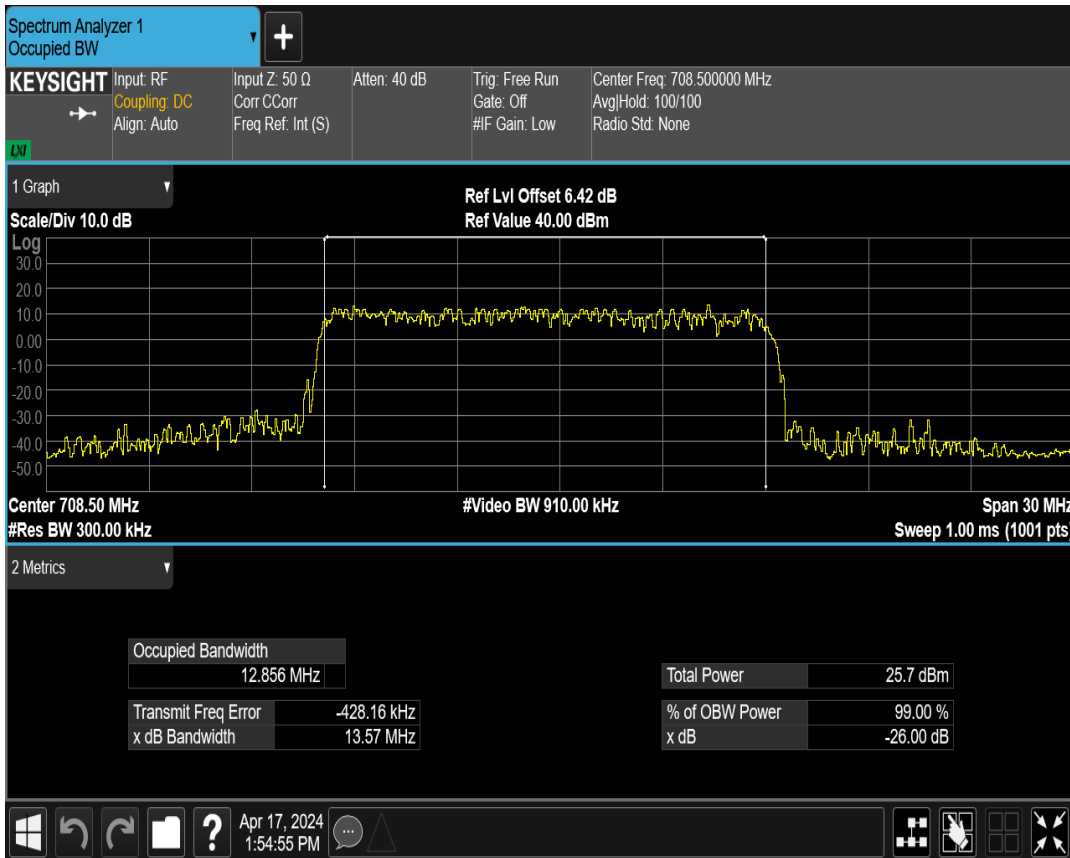 Spectrum Analyzer 1
Occupied BW
KEYSIGHT
LXI
Input: RF
Coupling: DC
Align: Auto
Input Z: 50 Ω
Corr CCorr
Freq Ref: Int (S)
Atten: 40 dB
Trig: Free Run
Gate: Off
#IF Gain: Low
Center Freq: 708.500000 MHz
Avg|Hold: 100/100
Radio Std: None
1 Graph
Scale/Div 10.0 dB
Ref Lvl Offset 6.42 dB
Ref Value 40.00 dBm
Log
30.0
20.0
10.0
0.00
-10.0
-20.0
-30.0
-40.0
-50.0
Center 708.50 MHz
#Video BW 910.00 kHz
Span 30 MHz
#Res BW 300.00 kHz
Sweep 1.00 ms (1001 pts)
2 Metrics
Occupied Bandwidth
12.856 MHz
Total Power 25.7 dBm
Transmit Freq Error -428.16 kHz
% of OBW Power 99.00 %
x dB Bandwidth 13.57 MHz
x dB -26.00 dB
?
Apr 17, 2024
1:54:55 PM